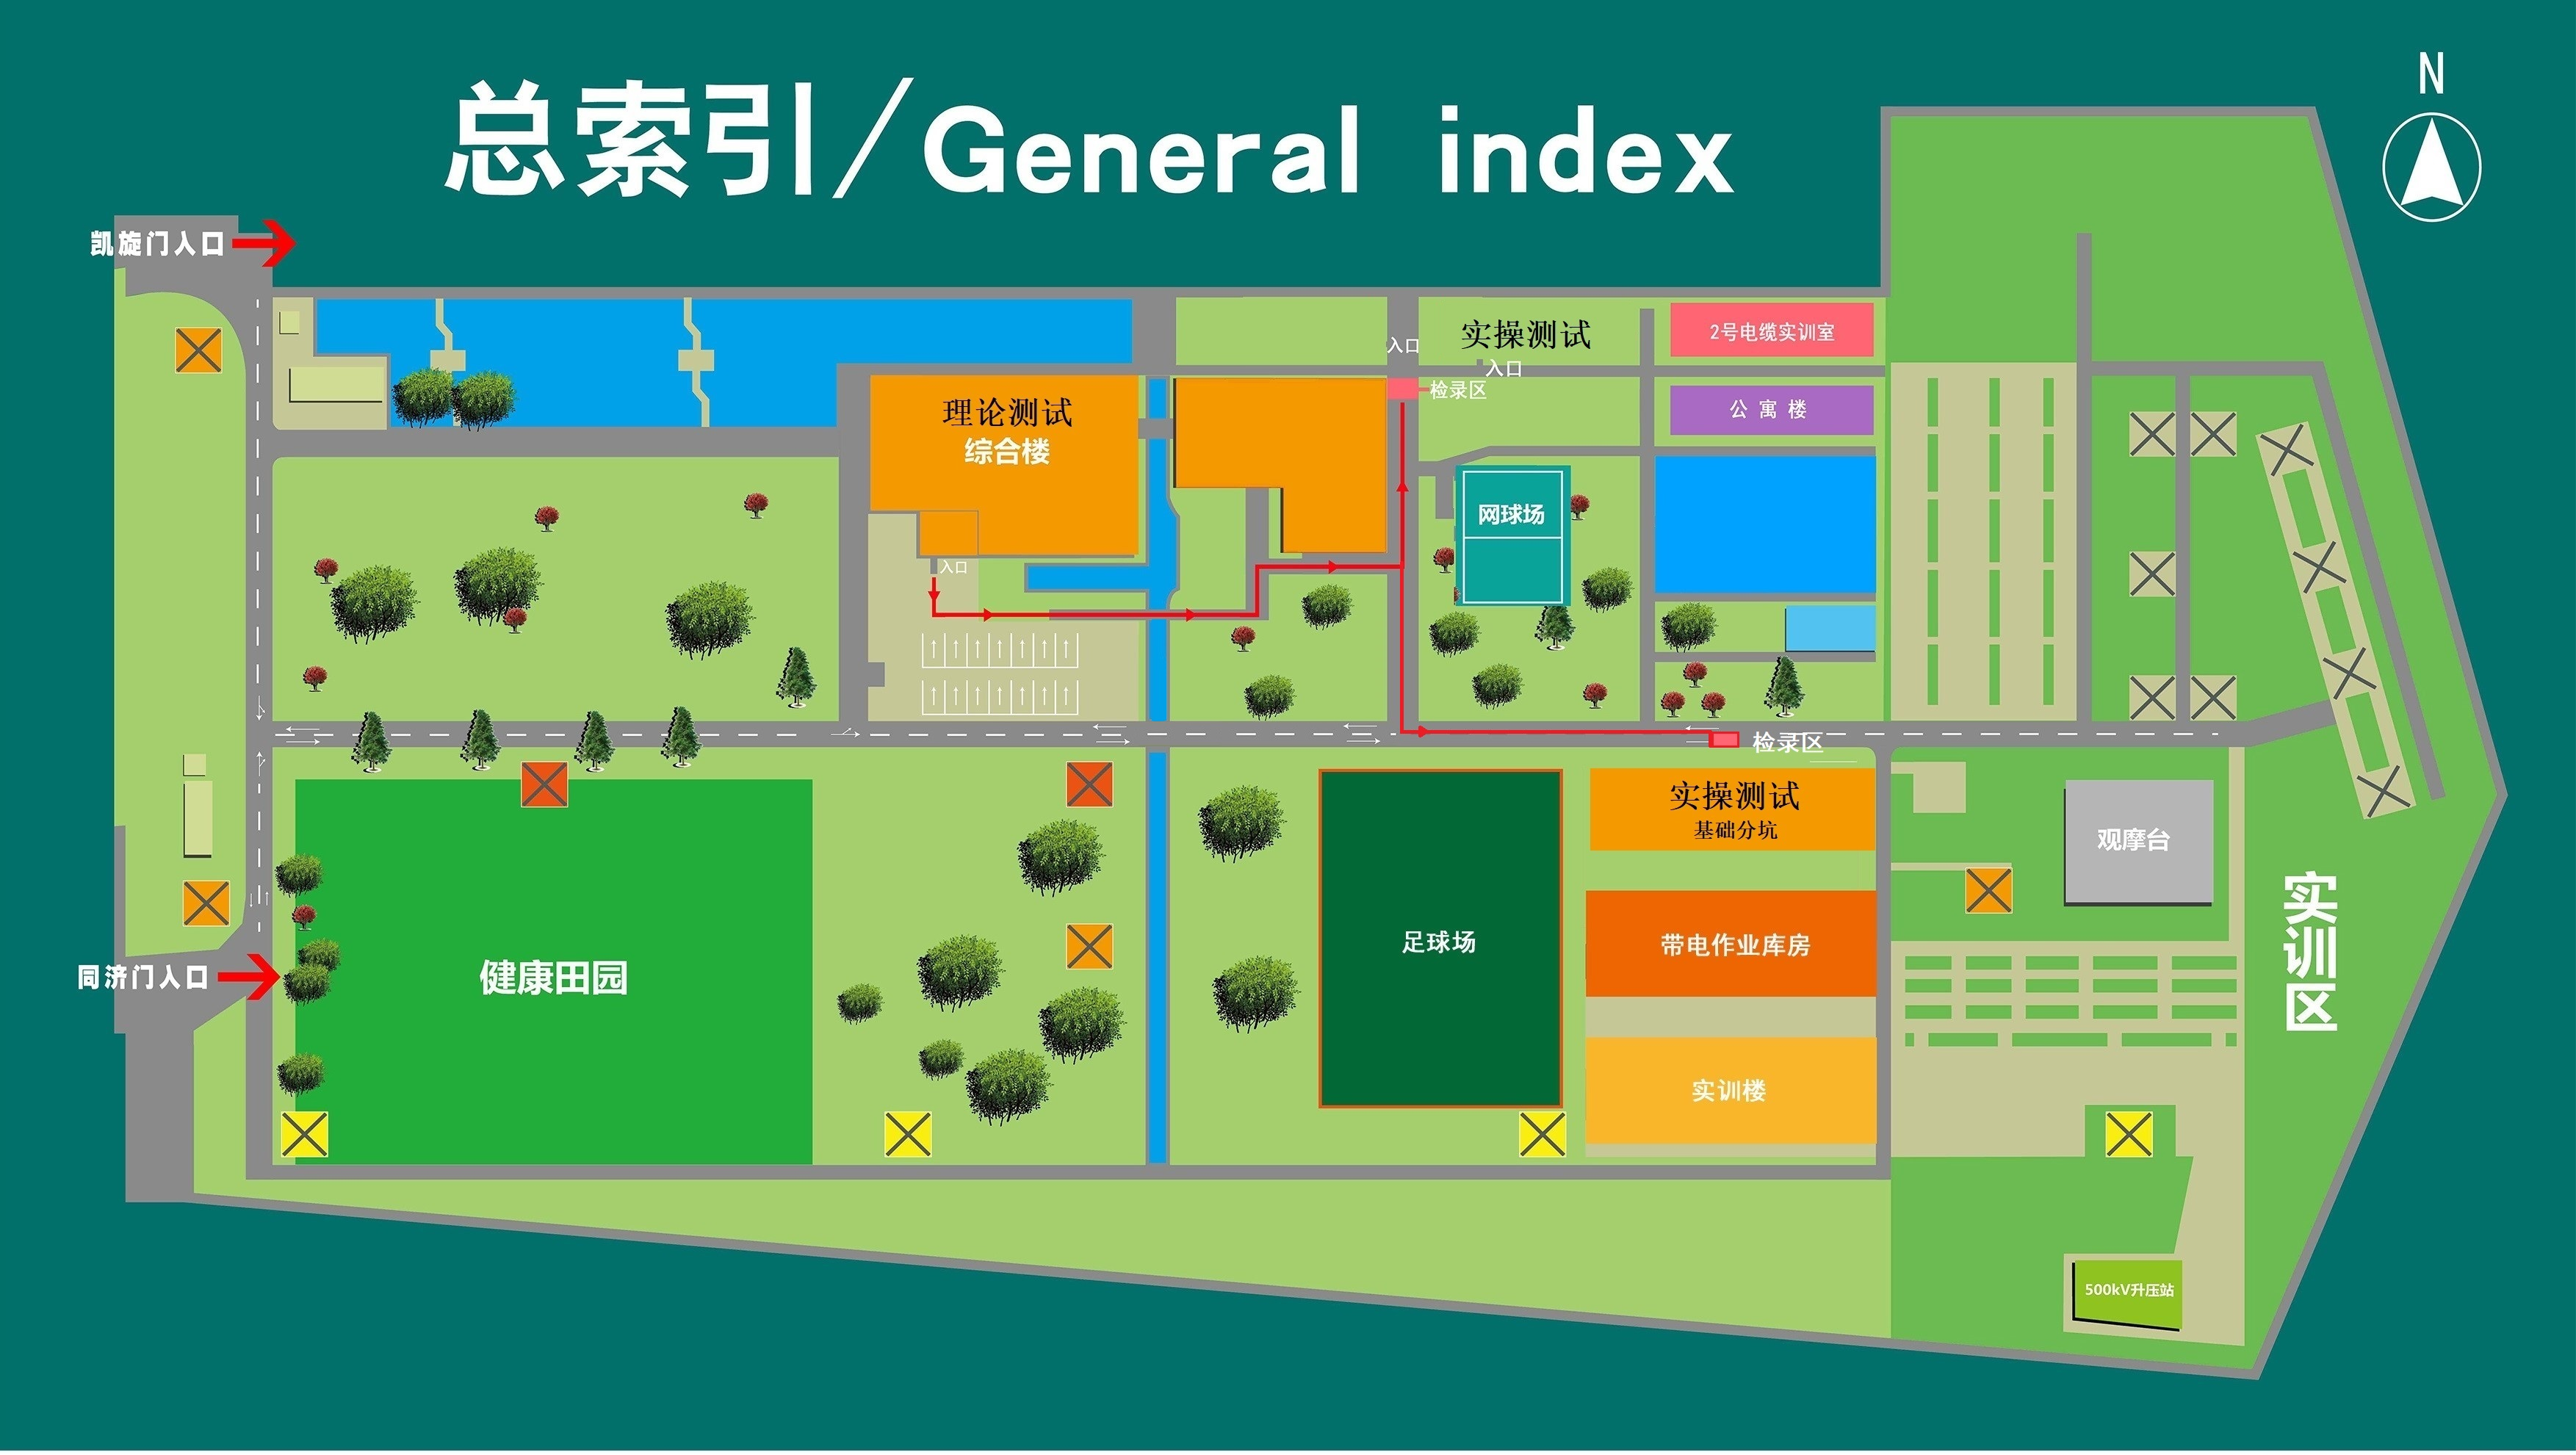 总索引/General index
N
凯旋门入口
实操测试
2号电缆实训室
入口
入口
检录区
公寓楼
理论测试
综合楼
网球场
入口
检录区
实操测试
基础分坑
观摩台
足球场
带电作业库房
实训区
同济门入口
健康田园
实训楼
500kV升压站